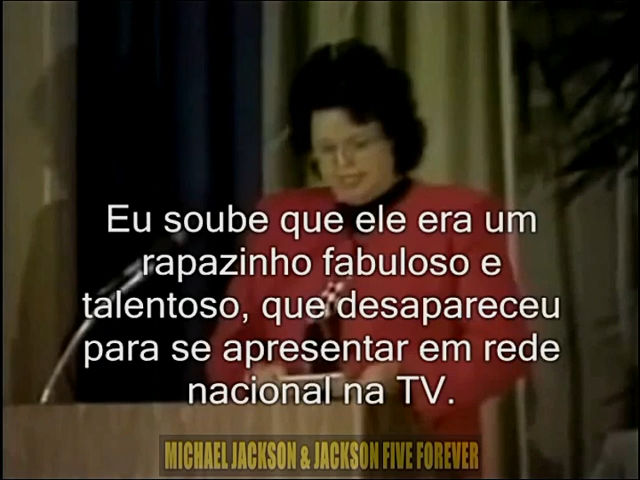 Eu soube que ele era um
rapazinho fabuloso e
talentoso, que desapareceu
para se apresentar em rede
nacional na TV.
MICHAEL JACKSON & JACKSON FIVE FOREVER